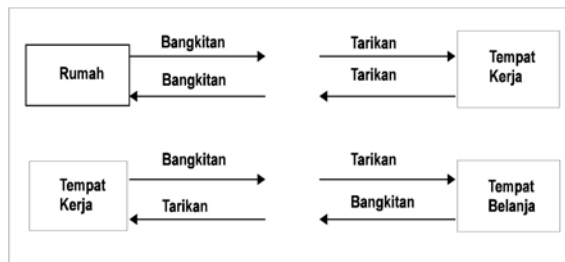 Bangkitan
Tarikan
Rumah
Tempat
Kerja
Bangkitan
Tarikan
Bangkitan
Tarikan
Tempat
Kerja
Tempat
Belanja
Tarikan
Bangkitan